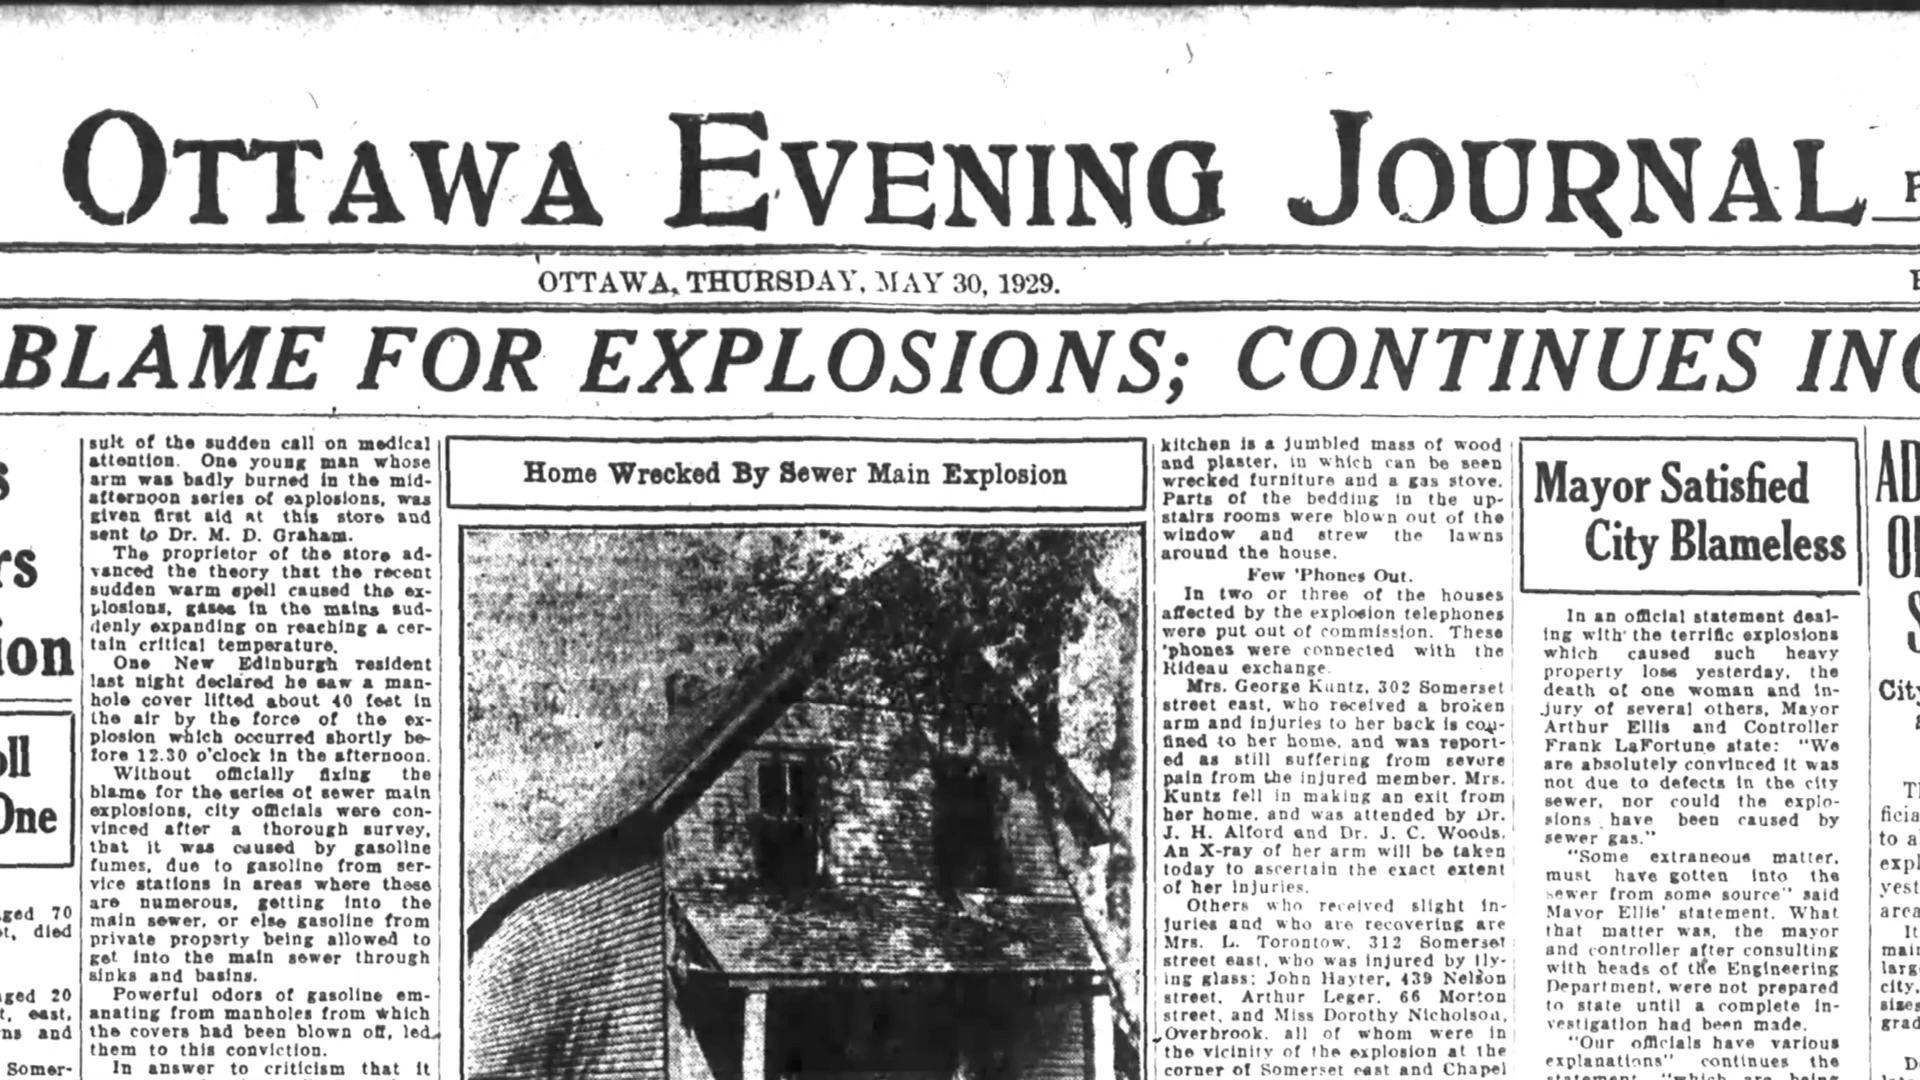 OTTAWA EVENING JOURNAL
OTTAWA, THURSDAY, MAY 30, 1929.
BLAME FOR EXPLOSIONS; CONTINUES
ion
One
aged 70
died
aged 20
east,
and
Somer-
sult of the sudden call on medical
attention. One young man whose
arm was badly burned in the mid-
afternoon series of explosions, was
given first aid at this store and
sent to Dr. M. D. Graham.
The proprietor of the store ad-
vanced the theory that the recent
sudden warm spell caused the ex-
plosions, gases in the mains sud-
denly expanding on reaching a cer-
tain critical temperature.
One New Edinburgh resident
last night declared he saw a man-
hole cover lifted about 40 feet in
the air by the force of the ex-
plosion which occurred shortly be-
fore 12.30 o'clock in the afternoon.
Without officially fixing the
blame for the series of sewer main
explosions, city officials were con-
vinced after a thorough survey,
that it was caused by gasoline
fumes, due to gasoline from ser-
vice stations in areas where these
are numerous, getting into the
main sewer, or else gasoline from
private property being allowed to
get into the main sewer through
sinks and basins.
Powerful odors of gasoline em-
anating from manholes from which
the covers had been blown off, led
them to this conviction.
In answer to criticism that it
Home Wrecked By Sewer Main Explosion
kitchen is a jumbled mass of wood
and plaster, in which can be seen
wrecked furniture and a gas stove.
Parts of the bedding in the up-
stairs rooms were blown out of the
window and strew the lawns
around the house.
Few 'Phones Out.
In two or three of the houses
affected by the explosion telephones
were put out of commission. These
'phones were connected with the
Rideau exchange.
Mrs. George Kuntz, 302 Somerset
street east, who received a broken
arm and injuries to her back is con-
fined to her home, and was report-
ed as still suffering from severe
pain from the injured member. Mrs.
Kuntz fell in making an exit from
her home, and was attended by Dr.
J. H. Alford and Dr. J. C. Woods.
An X-ray of her arm will be taken
today to ascertain the exact extent
of her injuries.
Others who received slight in-
juries and who are recovering are
Mrs. L. Torontow, 312 Somerset
street east, who was injured by fly-
ing glass; John Hayter, 439 Nelson
street, Arthur Leger, 66 Morton
street, and Miss Dorothy Nicholson,
Overbrook, all of whom were in
the vicinity of the explosion at the
corner of Somerset east and Chapel
Mayor Satisfied
City Blameless
In an official statement deal-
ing with the terrific explosions
which caused such heavy
property loss yesterday, the
death of one woman and in-
jury of several others, Mayor
Arthur Ellis and Controller
Frank LaFortune state: "We
are absolutely convinced it was
not due to defects in the city
sewer, nor could the explo-
sions have been caused by
sewer gas."
"Some extraneous matter,
must have gotten into the
sewer from some source" said
Mayor Ellis' statement. What
that matter was, the mayor
and controller after consulting
with heads of the Engineering
Department, were not prepared
to state until a complete in-
vestigation had been made.
"Our officials have various
explanations" continues the
statement, "which are being
City
to a
expl
yest
area
It
main
larg
city.
sizes
grad